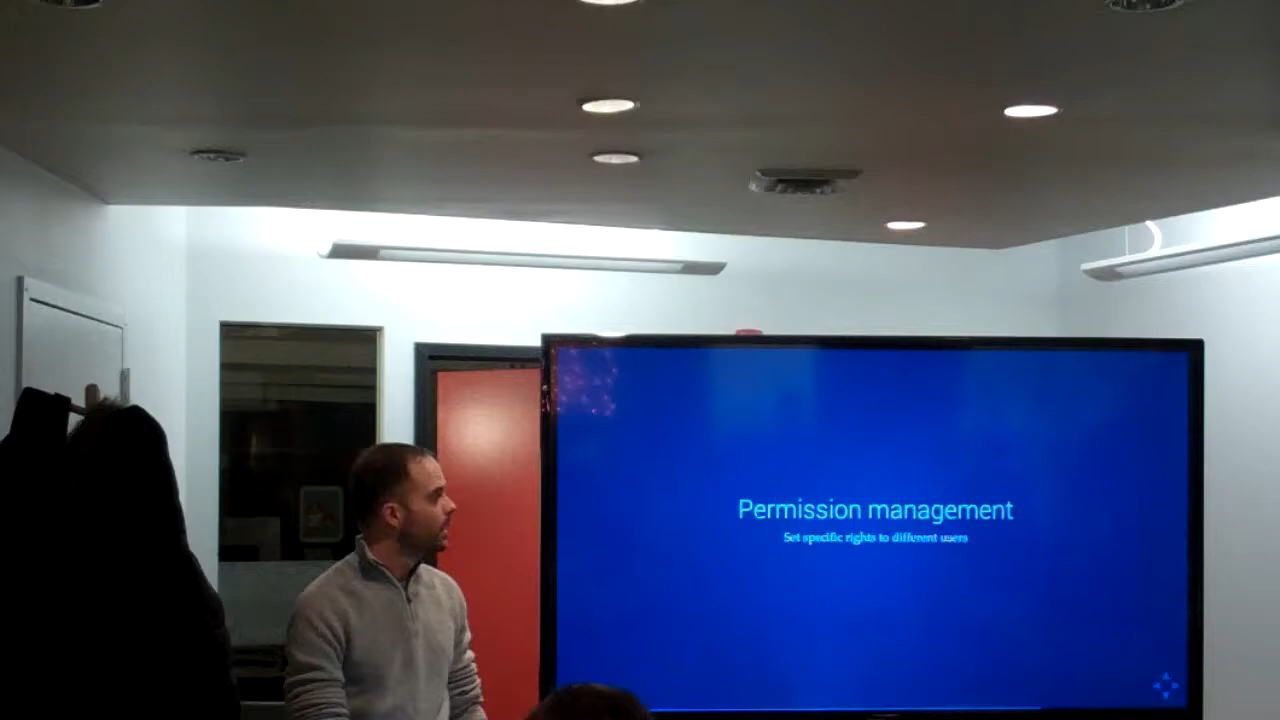 Permission management
Set specific rights to different users